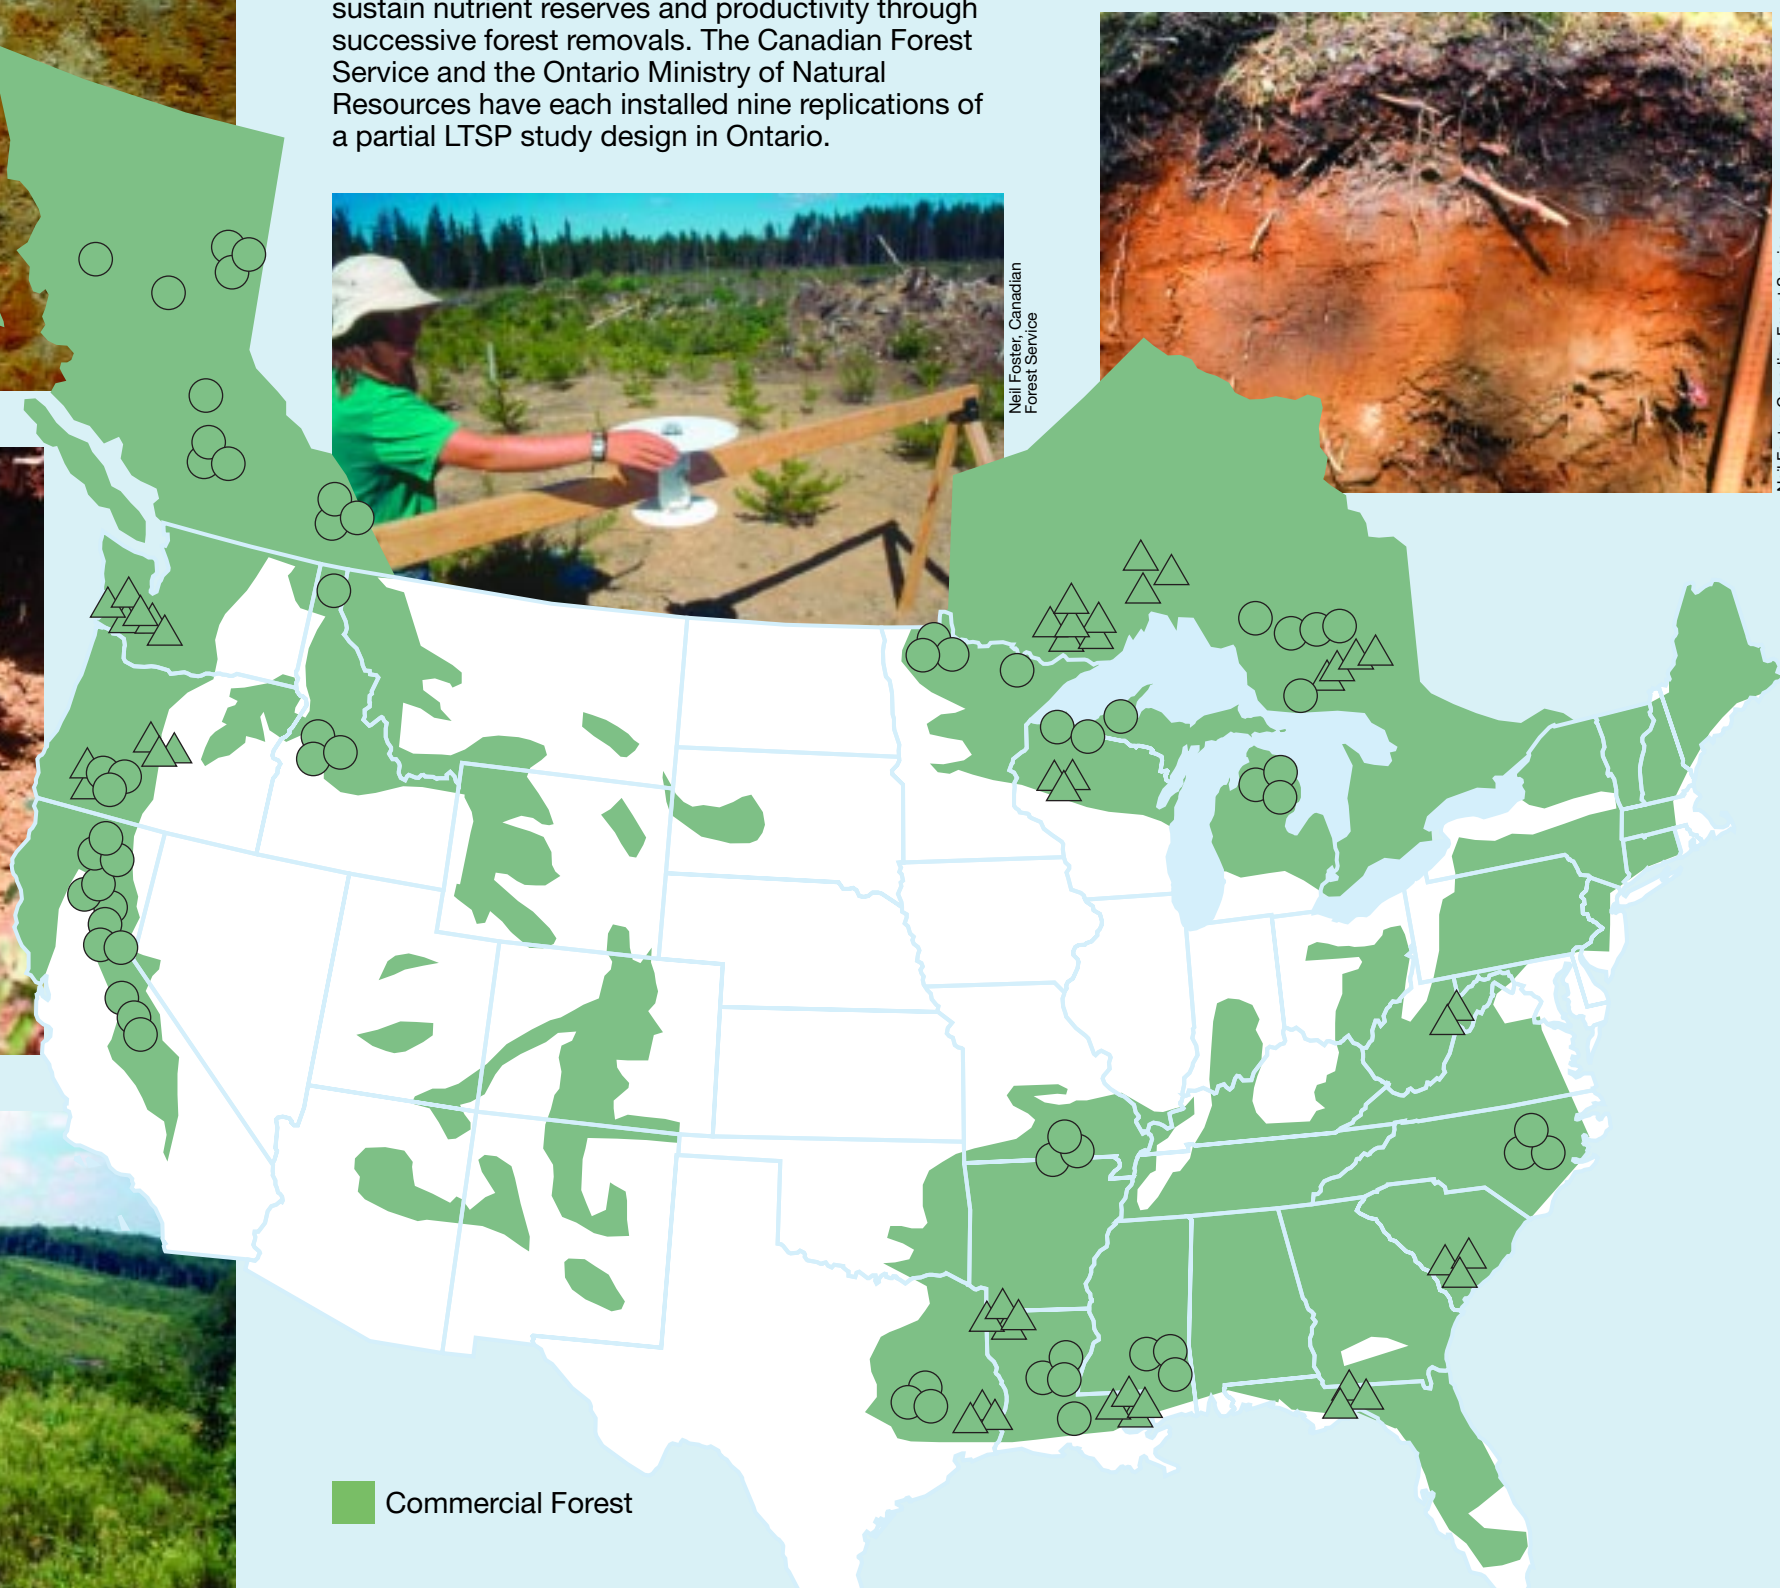 sustain nutrient reserves and productivity through
successive forest removals. The Canadian Forest
Service and the Ontario Ministry of Natural
Resources have each installed nine replications of
a partial LTSP study design in Ontario.
Neil Foster, Canadian
Forest Service
Commercial Forest